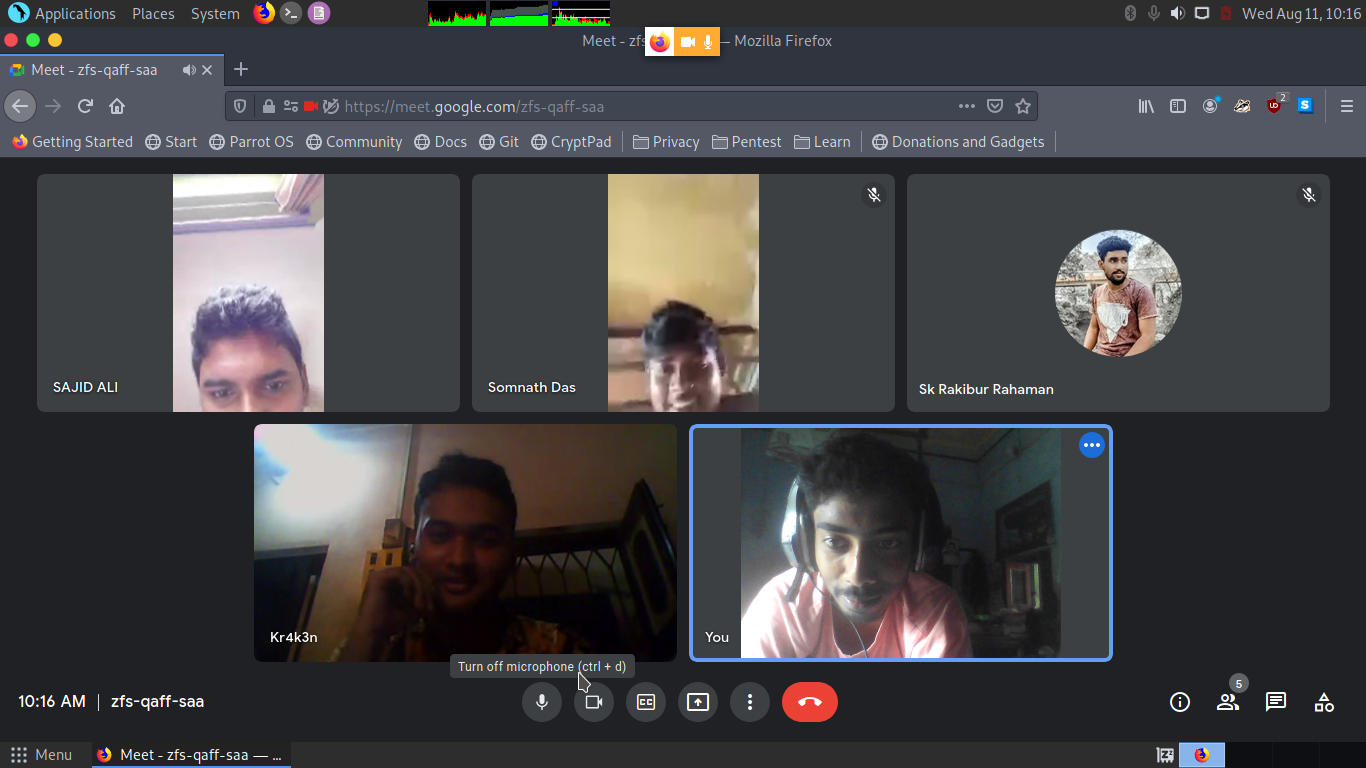 Applications Places System Wed Aug 11, 10:16
Meet - zfs — Mozilla Firefox
Meet - zfs-qaff-saa
https://meet.google.com/zfs-qaff-saa 2
Getting Started Start Parrot OS Community Docs Git CryptPad Privacy Pentest Learn Donations and Gadgets
SAJID ALI
Somnath Das
Sk Rakibur Rahaman
Kr4k3n
You
Turn off microphone (ctrl + d)
10:16 AM | zfs-qaff-saa
CC
5
Menu Meet - zfs-qaff-saa — ...